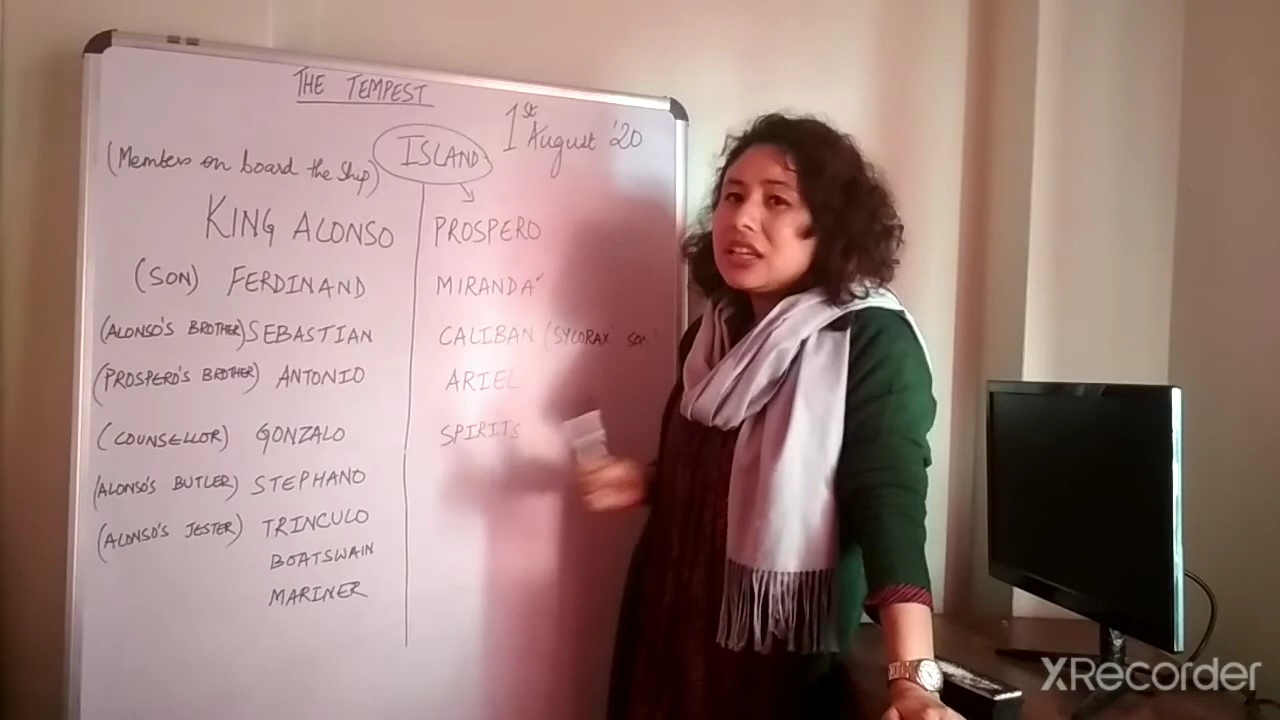 THE TEMPEST
1st August '20
(Members on board the ship)
ISLAND
KING ALONSO
(SON) FERDINAND
(ALONSO'S BROTHER) SEBASTIAN
(PROSPERO'S BROTHER) ANTONIO
(COUNSELLOR) GONZALO
(ALONSO'S BUTLER) STEPHANO
(ALONSO'S JESTER) TRINCULO
BOATSWAIN
MARINER
PROSPERO
MIRANDA
CALIBAN (SYCORAX' SON)
ARIEL
SPIRITS
XRecorder